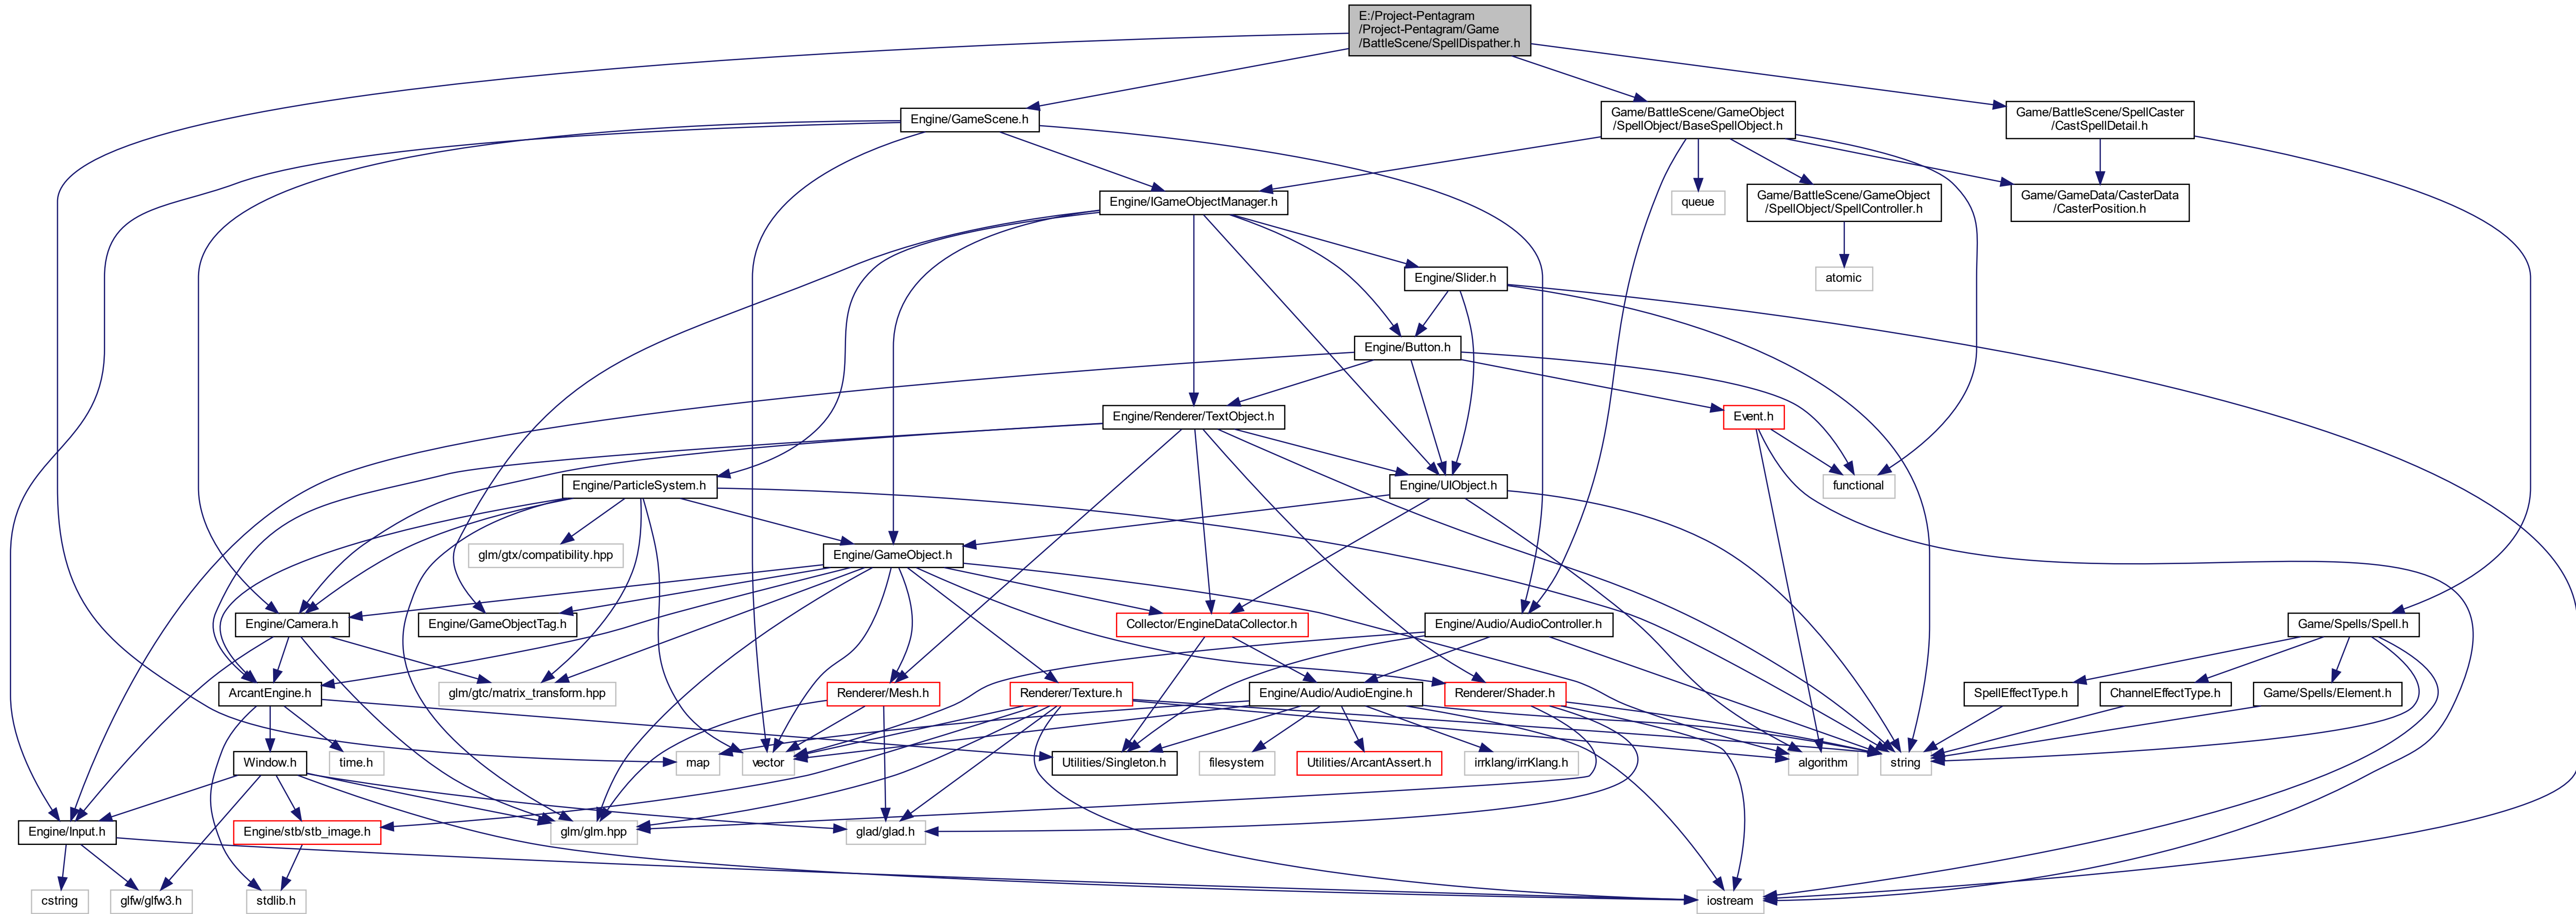 E:/Project-Pentagram
/Project-Pentagram/Game
/BattleScene/SpellDispather.h
Engine/GameScene.h
Game/BattleScene/GameObject
/SpellObject/BaseSpellObject.h
Game/BattleScene/SpellCaster
/CastSpellDetail.h
Engine/IGameObjectManager.h
queue
Game/BattleScene/GameObject
/SpellObject/SpellController.h
Game/GameData/CasterData
/CasterPosition.h
Engine/Slider.h
atomic
Engine/Button.h
Engine/Renderer/TextObject.h
Event.h
Engine/ParticleSystem.h
Engine/UIObject.h
functional
glm/gtx/compatibility.hpp
Engine/GameObject.h
Engine/Camera.h
Engine/GameObjectTag.h
Collector/EngineDataCollector.h
Engine/Audio/AudioController.h
Game/Spells/Spell.h
ArcantEngine.h
glm/gtc/matrix_transform.hpp
Renderer/Mesh.h
Renderer/Texture.h
Engine/Audio/AudioEngine.h
Renderer/Shader.h
SpellEffectType.h
ChannelEffectType.h
Game/Spells/Element.h
Window.h
time.h
map
vector
Utilities/Singleton.h
filesystem
Utilities/ArcantAssert.h
irrklang/irrKlang.h
algorithm
string
Engine/Input.h
Engine/stb/stb_image.h
glm/glm.hpp
glad/glad.h
cstring
glfw/glfw3.h
stdlib.h
iostream